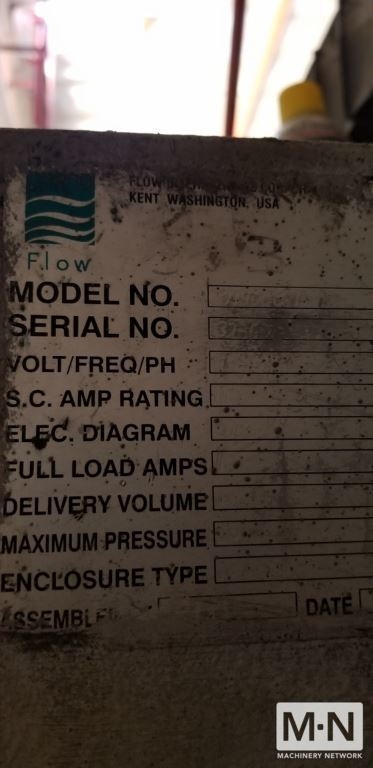 FLOW
KENT WASHINGTON, USA
Flow
MODEL NO.
SERIAL NO.
VOLT/FREQ/PH
S.C. AMP RATING
ELEC. DIAGRAM
FULL LOAD AMPS
DELIVERY VOLUME
MAXIMUM PRESSURE
ENCLOSURE TYPE
DATE
M·N
MACHINERY NETWORK